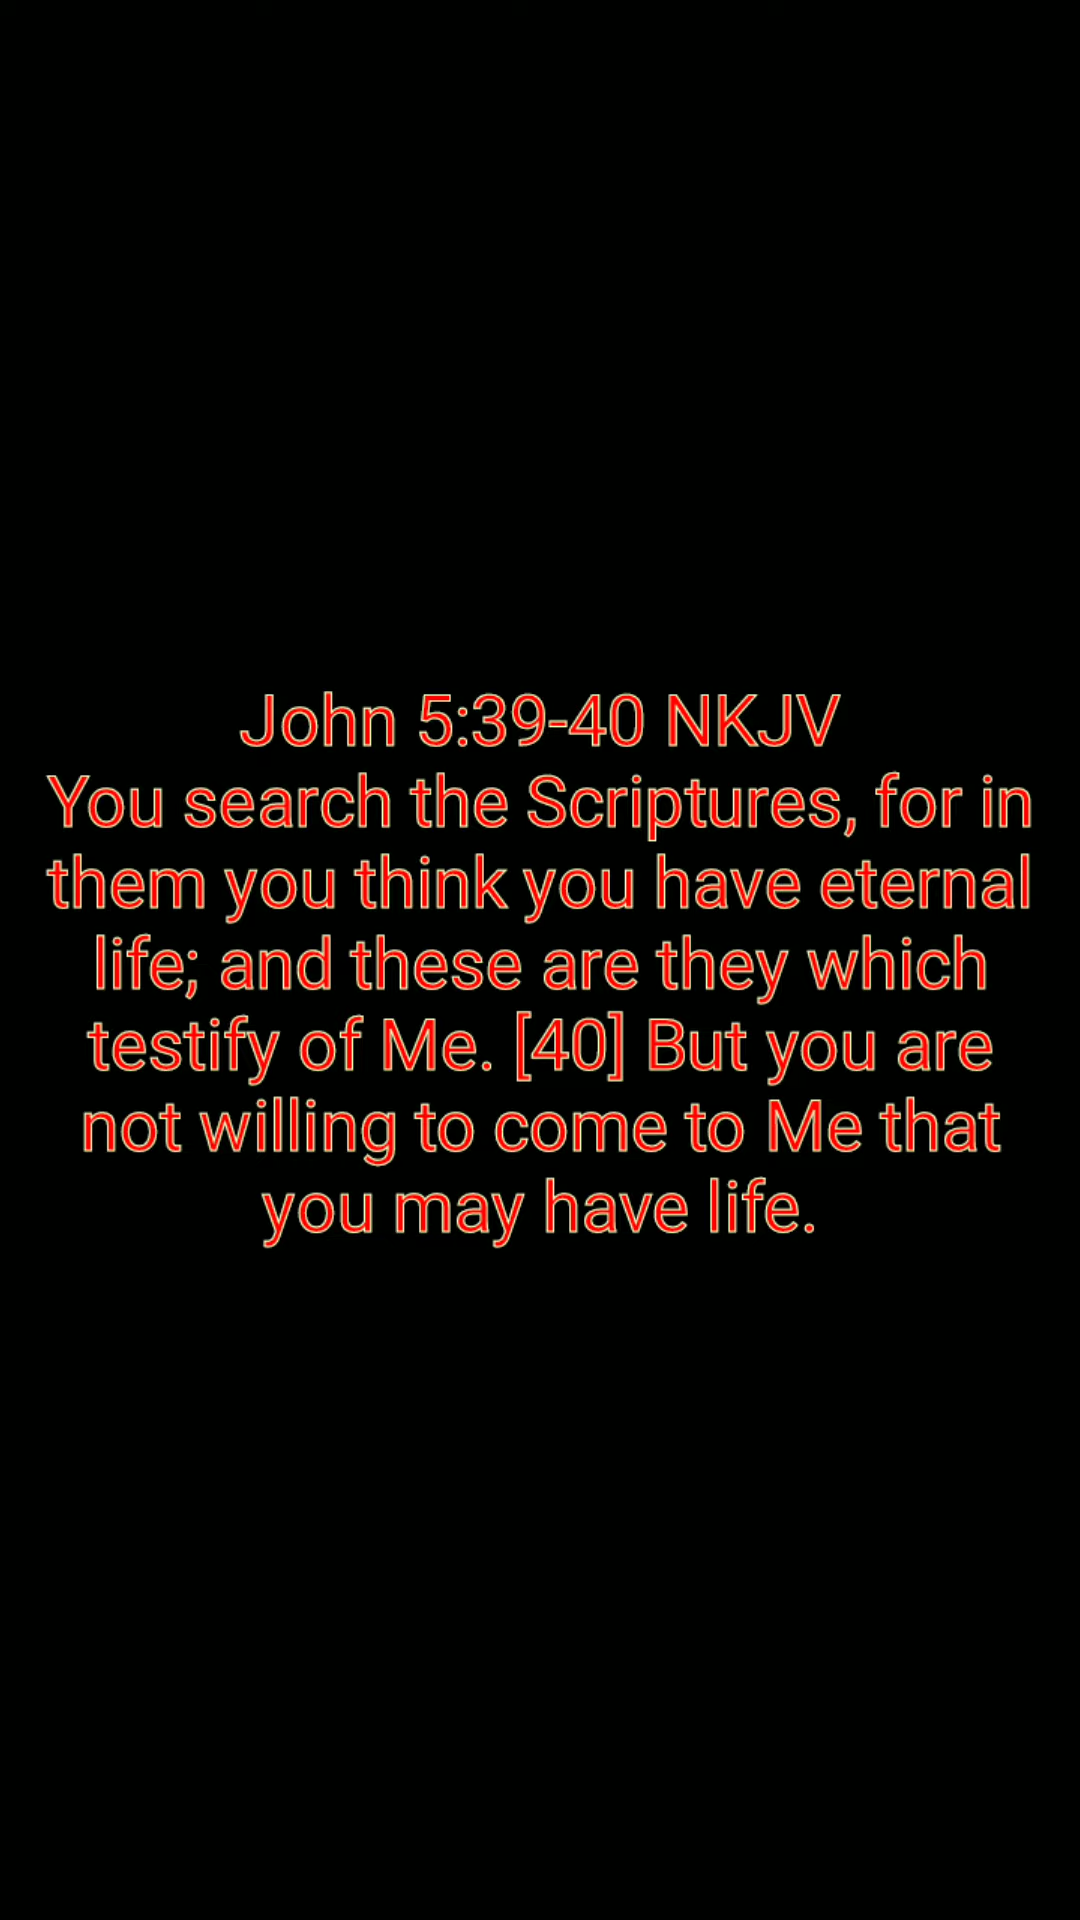 John 5:39-40 NKJV
You search the Scriptures, for in
them you think you have eternal
life; and these are they which
testify of Me. [40] But you are
not willing to come to Me that
you may have life.